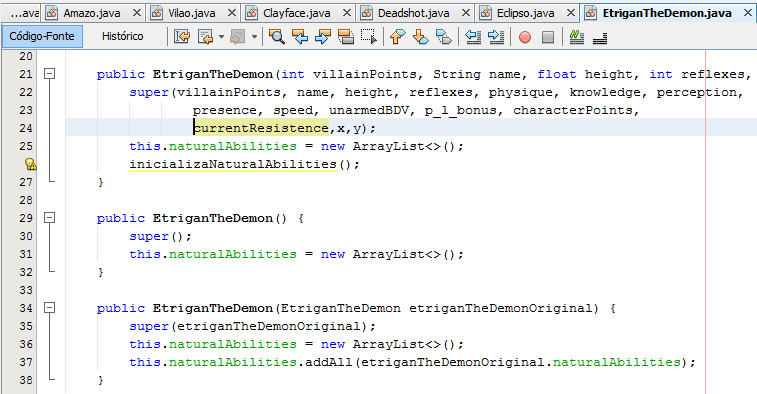 ...ava Amazo.java Vilao.java Clayface.java Deadshot.java Eclipso.java EtriganTheDemon.java
Código-Fonte Histórico
20
21 public EtriganTheDemon(int villainPoints, String name, float height, int reflexes,
22 super(villainPoints, name, height, reflexes, physique, knowledge, perception,
23 presence, speed, unarmedBDV, p_l_bonus, characterPoints,
24 currentResistence,x,y);
25 this.naturalAbilities = new ArrayList<>();
inicializaNaturalAbilities();
27 }
28
29 public EtriganTheDemon() {
30 super();
31 this.naturalAbilities = new ArrayList<>();
32 }
33
34 public EtriganTheDemon(EtriganTheDemon etriganTheDemonOriginal) {
35 super(etriganTheDemonOriginal);
36 this.naturalAbilities = new ArrayList<>();
37 this.naturalAbilities.addAll(etriganTheDemonOriginal.naturalAbilities);
38 }